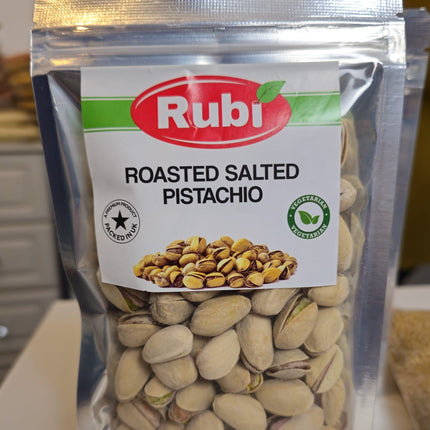 Rubi
ROASTED SALTED
PISTACHIO
A PREMIUM PRODUCT
PACKED IN UK
VEGETARIAN
VEGETARIAN